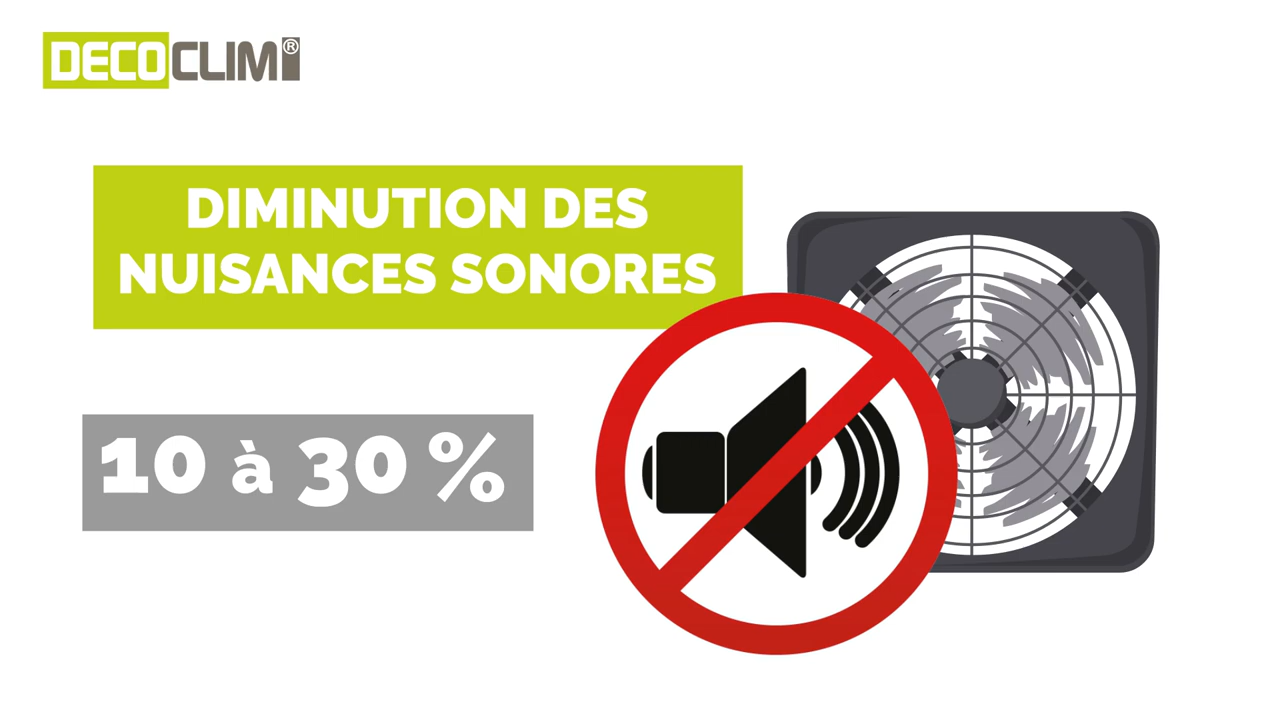 DECOCLIM®
DIMINUTION DES
NUISANCES SONORES
10 à 30 %